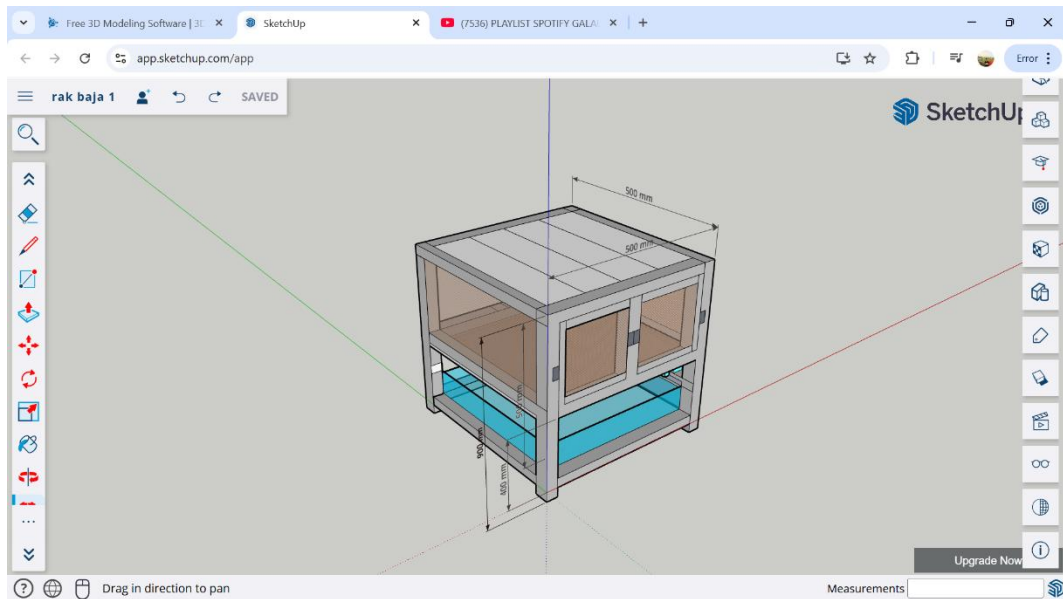 Free 3D Modeling Software | 3D
SketchUp
(7536) PLAYLIST SPOTIFY GALA
app.sketchup.com/app
Error
rak baja 1
SAVED
SketchUp
500 mm
500 mm
500 mm
900 mm
400 mm
Upgrade Now
Drag in direction to pan
Measurements